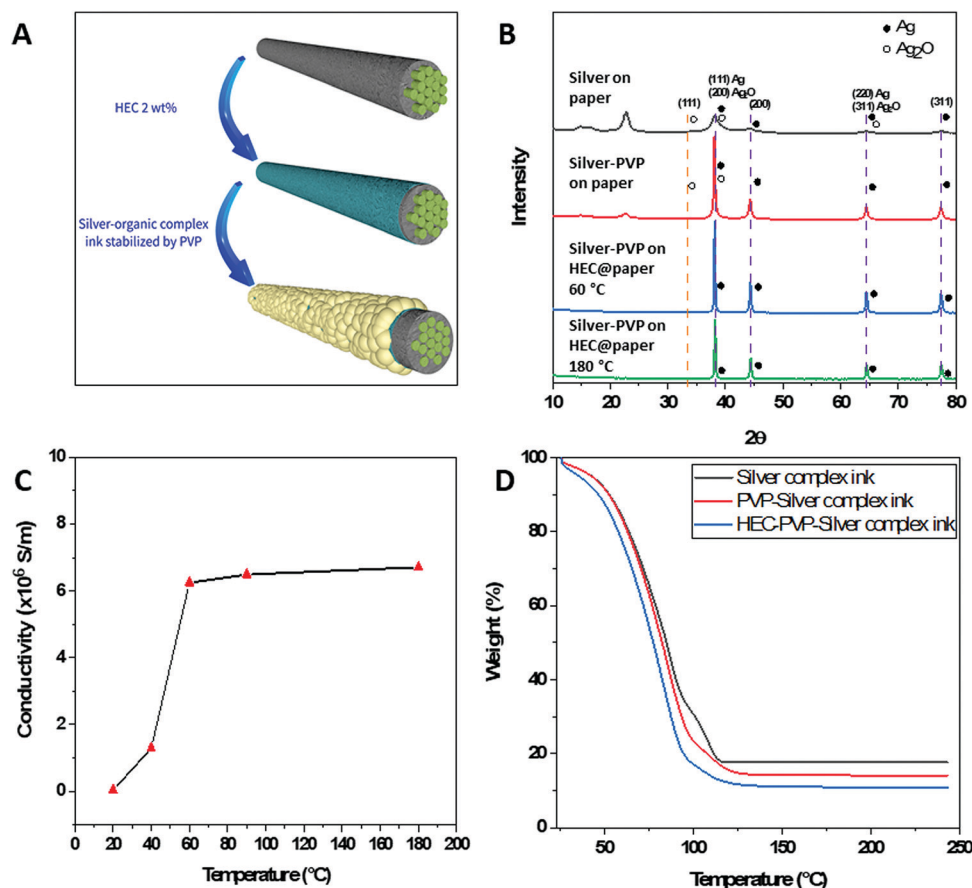 A
HEC 2 wt%
Silver-organic complex
ink stabilized by PVP
B
● Ag
○ Ag₂O
Silver on
paper
(111)
(111) Ag
(200) Ag₂O
(200)
(220) Ag
(311) Ag₂O
(311)
Silver-PVP
on paper
Silver-PVP on
HEC@paper
60 °C
Silver-PVP on
HEC@paper
180 °C
Intensity
10 20 30 40 50 60 70 80
2θ
C
Conductivity (x10⁶ S/m)
10
8
6
4
2
0
0 20 40 60 80 100 120 140 160 180 200
Temperature (°C)
D
Silver complex ink
PVP-Silver complex ink
HEC-PVP-Silver complex ink
Weight (%)
100
80
60
40
20
0
50 100 150 200 250
Temperature (°C)